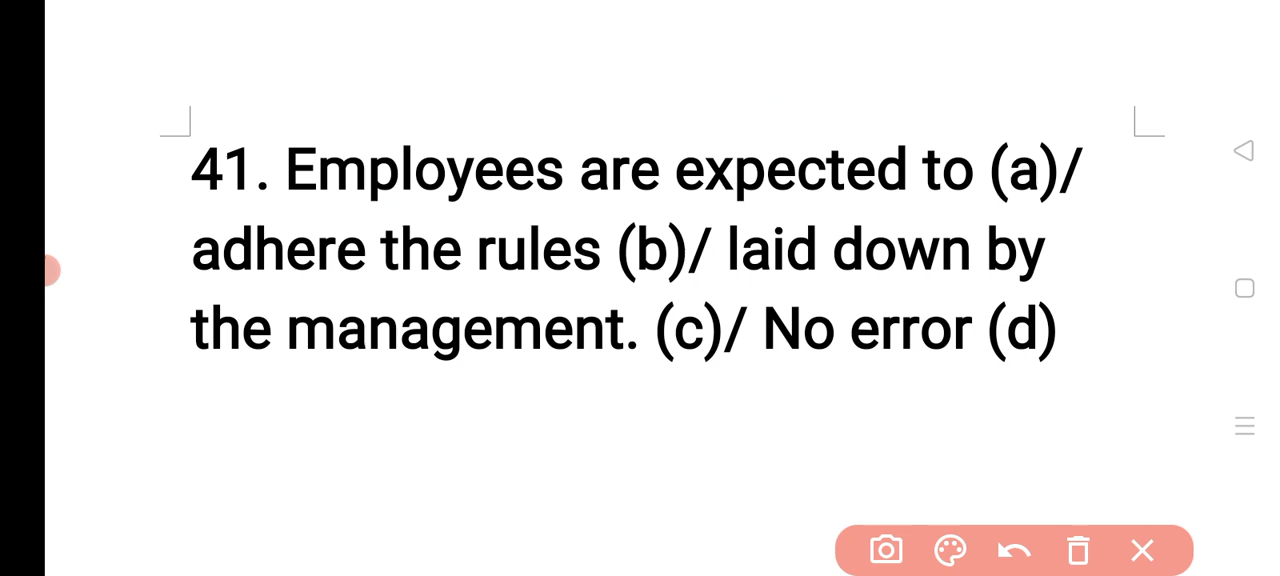 41. Employees are expected to (a)/
adhere the rules (b)/ laid down by
the management. (c)/ No error (d)